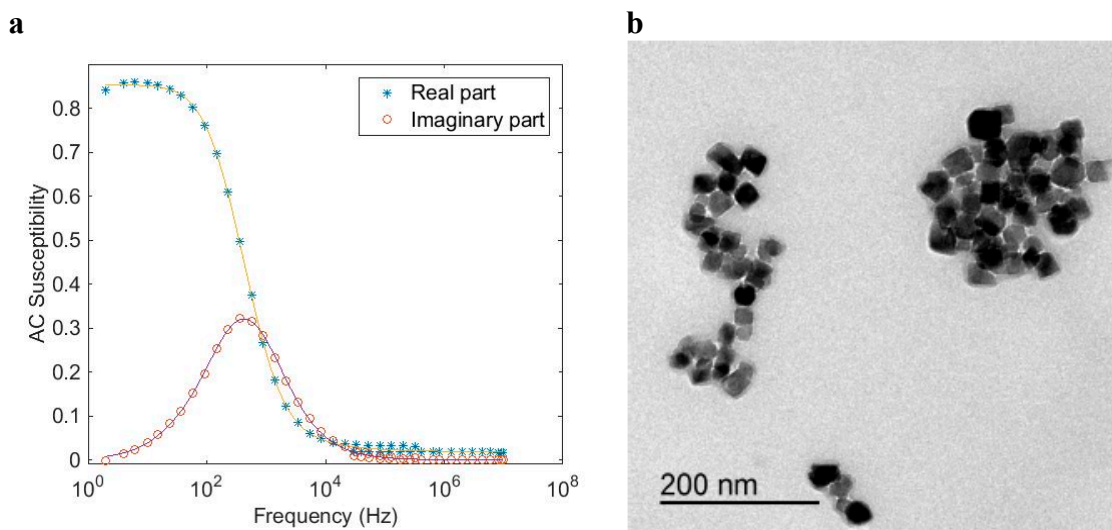 a
b
0.8
0.7
0.6
0.5
0.4
0.3
0.2
0.1
0
AC Susceptibility
Real part
Imaginary part
10^0
10^2
10^4
10^6
10^8
Frequency (Hz)
200 nm